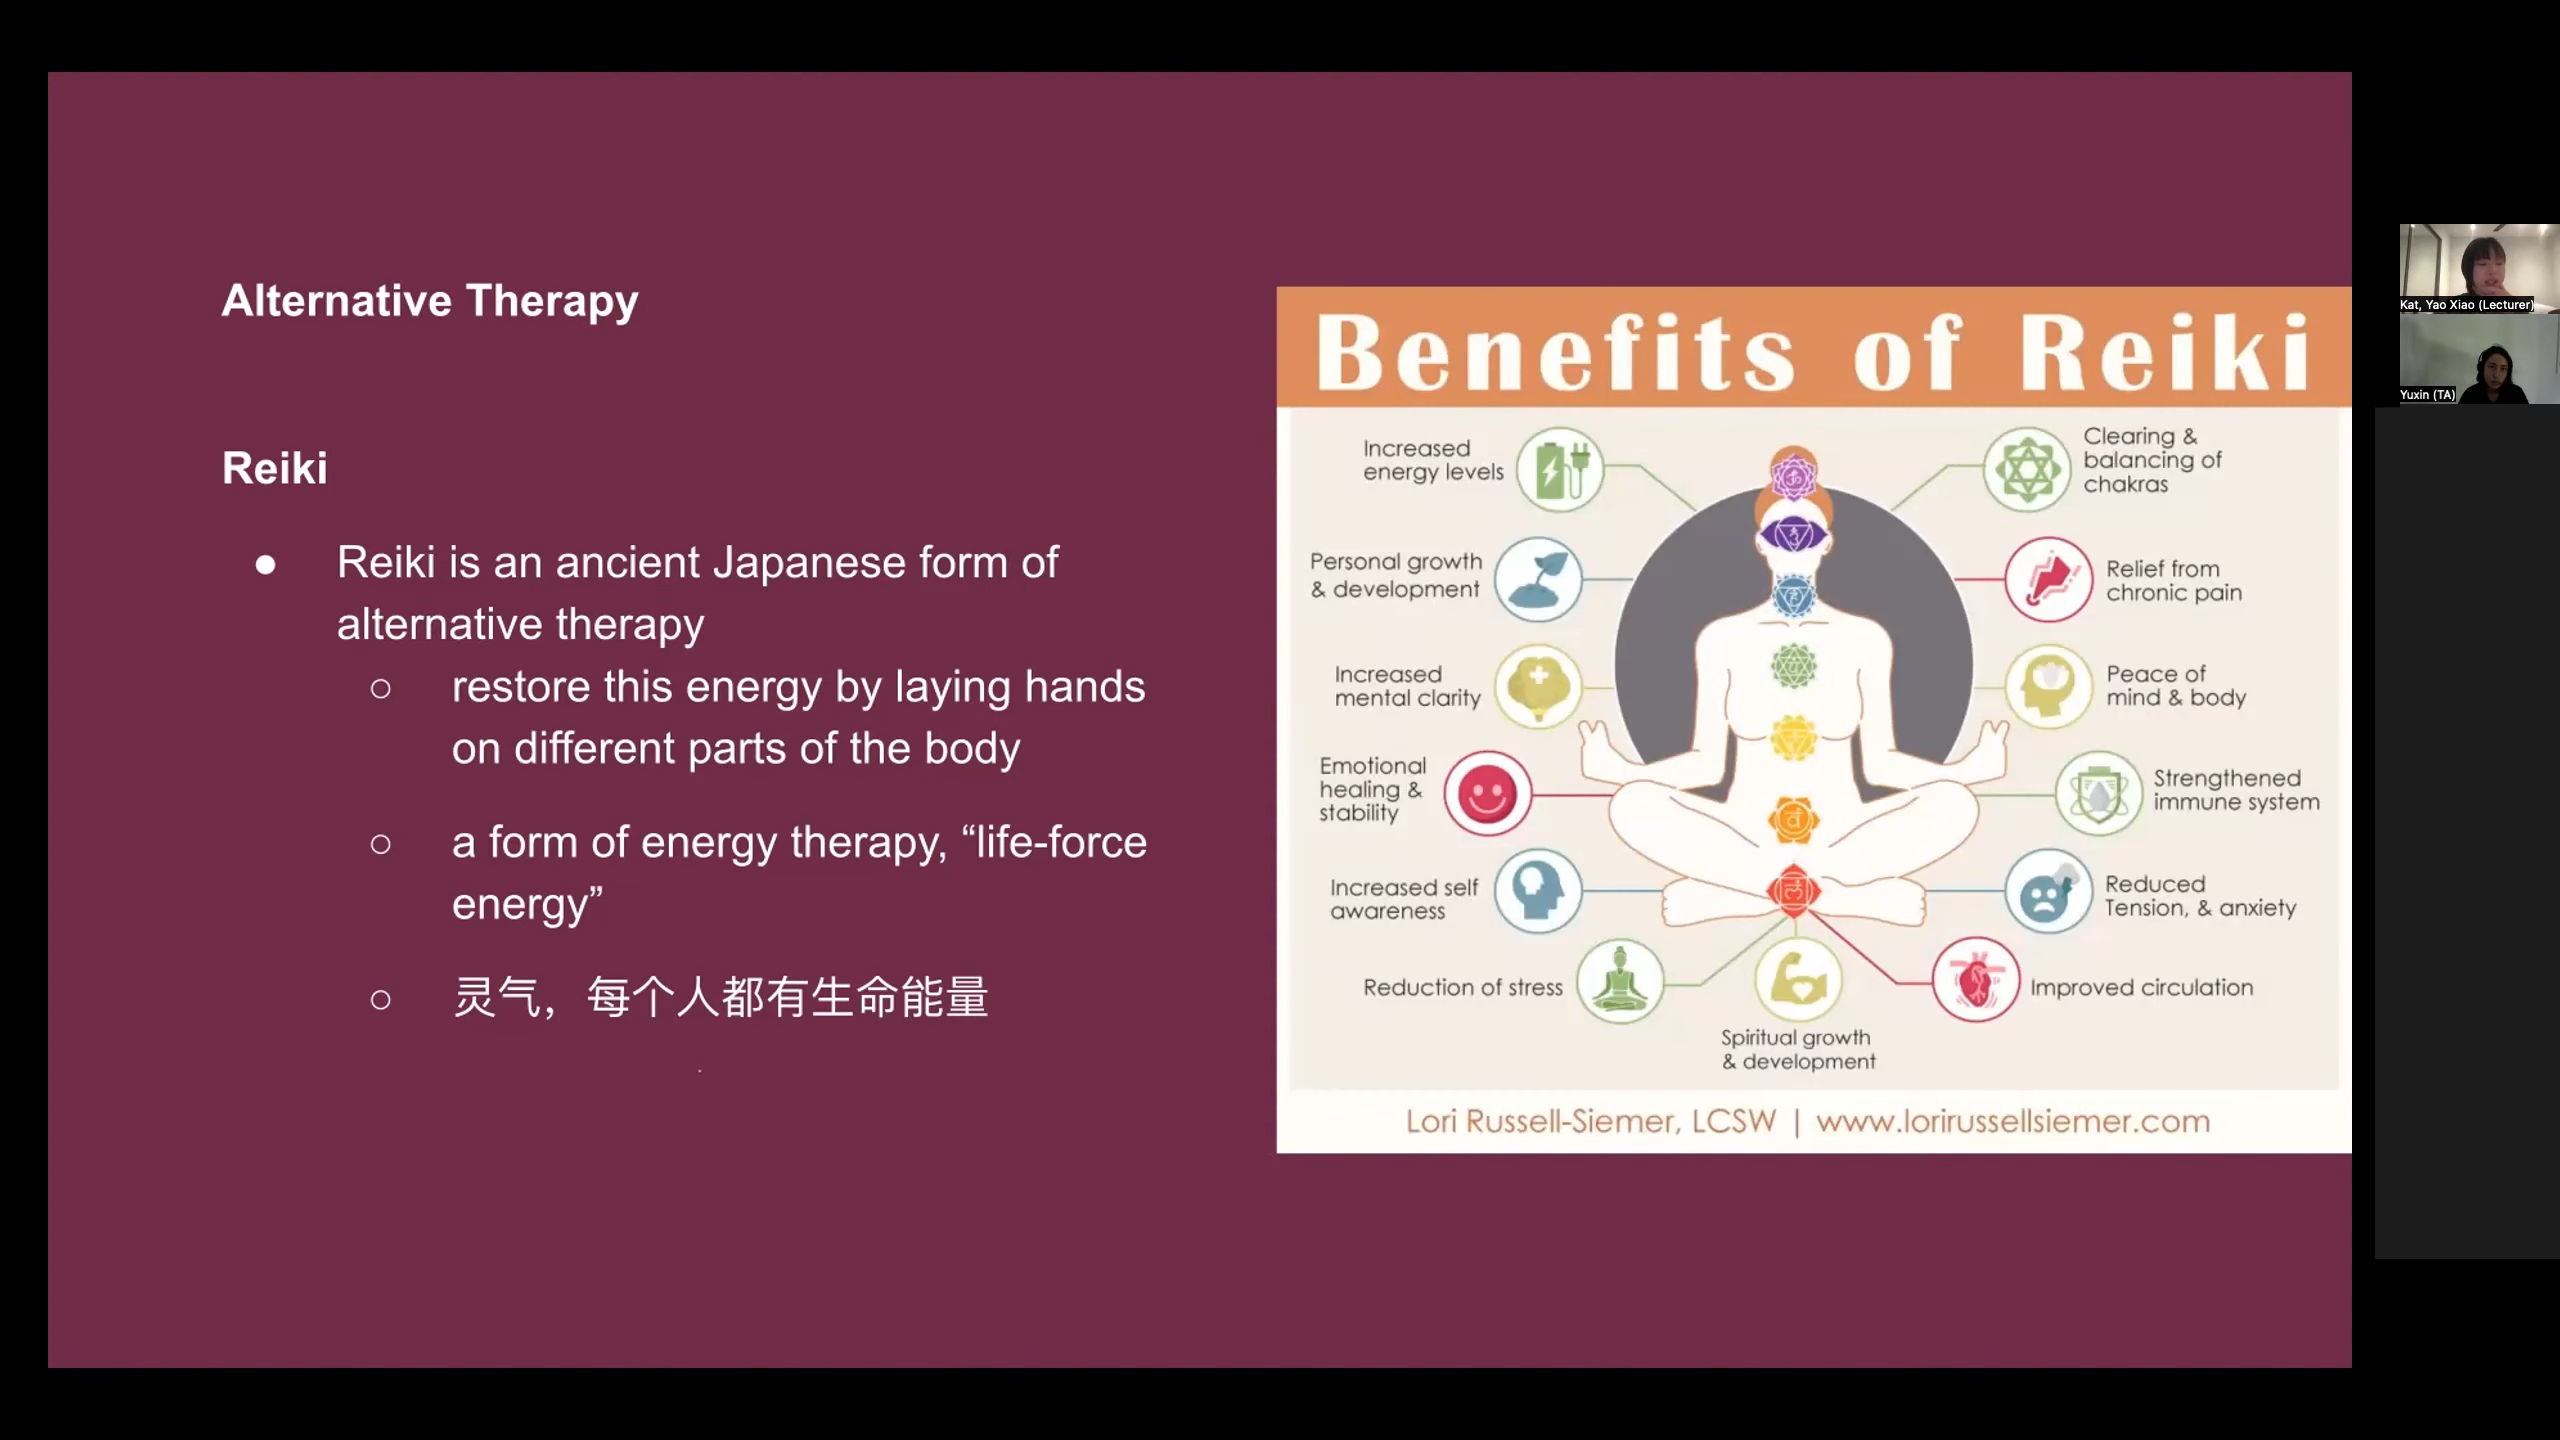 Alternative Therapy
Reiki
● Reiki is an ancient Japanese form of
alternative therapy
○ restore this energy by laying hands
on different parts of the body
○ a form of energy therapy, “life-force
energy”
○ 灵气，每个人都有生命能量
Benefits of Reiki
Increased
energy levels
Personal growth
& development
Increased
mental clarity
Emotional
healing &
stability
Increased self
awareness
Reduction of stress
Spiritual growth
& development
Clearing &
balancing of
chakras
Relief from
chronic pain
Peace of
mind & body
Strengthened
immune system
Reduced
Tension, & anxiety
Improved circulation
Lori Russell-Siemer, LCSW | www.lorirussellsiemer.com
Kat, Yao Xiao (Lecturer)
Yuxin (TA)